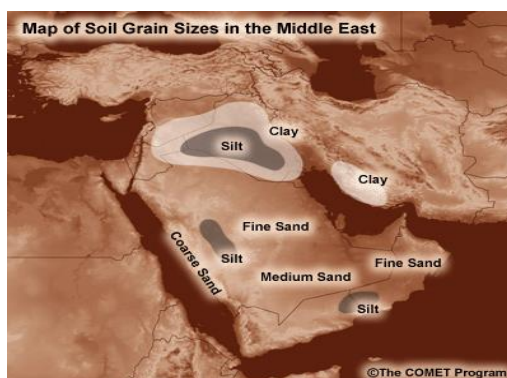 Map of Soil Grain Sizes in the Middle East
Clay
Silt
Clay
Fine Sand
Coarse Sand
Silt
Medium Sand
Fine Sand
Silt
©The COMET Program